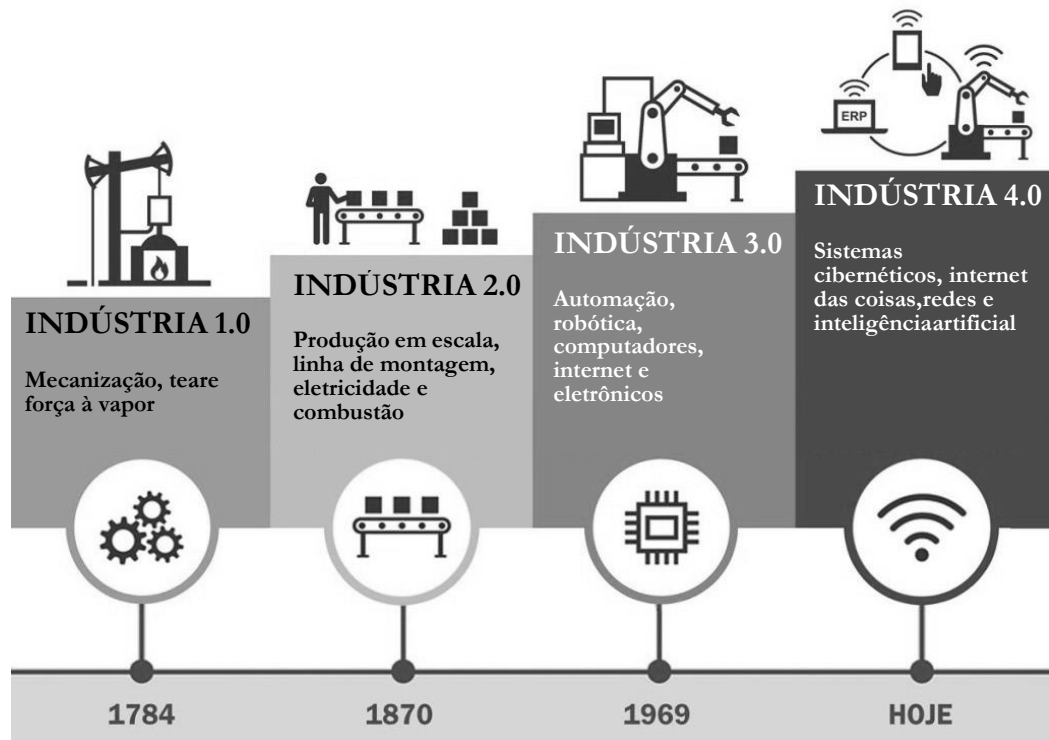 INDÚSTRIA 1.0
Mecanização, teare
força à vapor
INDÚSTRIA 2.0
Produção em escala,
linha de montagem,
eletricidade e
combustão
INDÚSTRIA 3.0
Automação,
robótica,
computadores,
internet e
eletrônicos
ERP
INDÚSTRIA 4.0
Sistemas
cibernéticos, internet
das coisas,redes e
inteligênciaartificial
1784
1870
1969
HOJE